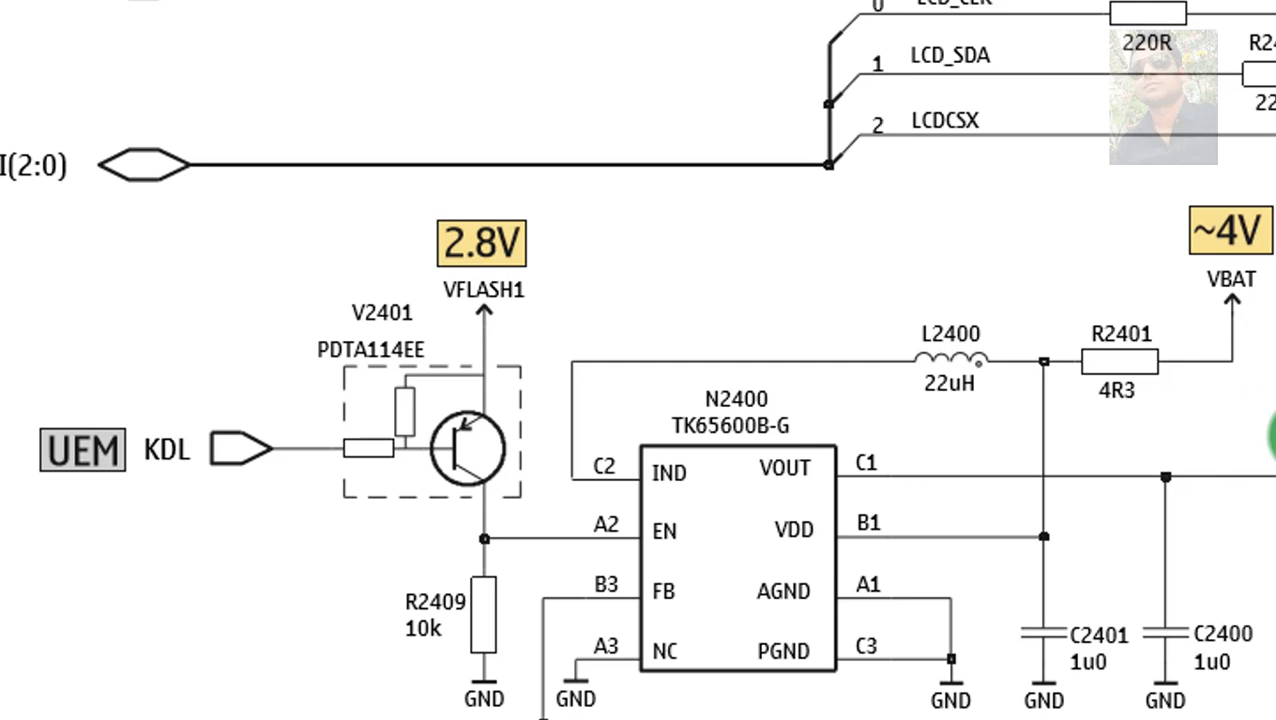 0
LCD_CLK
220R
R24
1
LCD_SDA
22
2
LCDCSX
I(2:0)
2.8V
~4V
VFLASH1
VBAT
V2401
PDTA114EE
L2400
22uH
R2401
4R3
N2400
TK65600B-G
UEM
KDL
C2
IND
VOUT
C1
A2
EN
VDD
B1
B3
FB
AGND
A1
R2409
10k
A3
NC
PGND
C3
C2401
1u0
C2400
1u0
GND
GND
GND
GND
GND